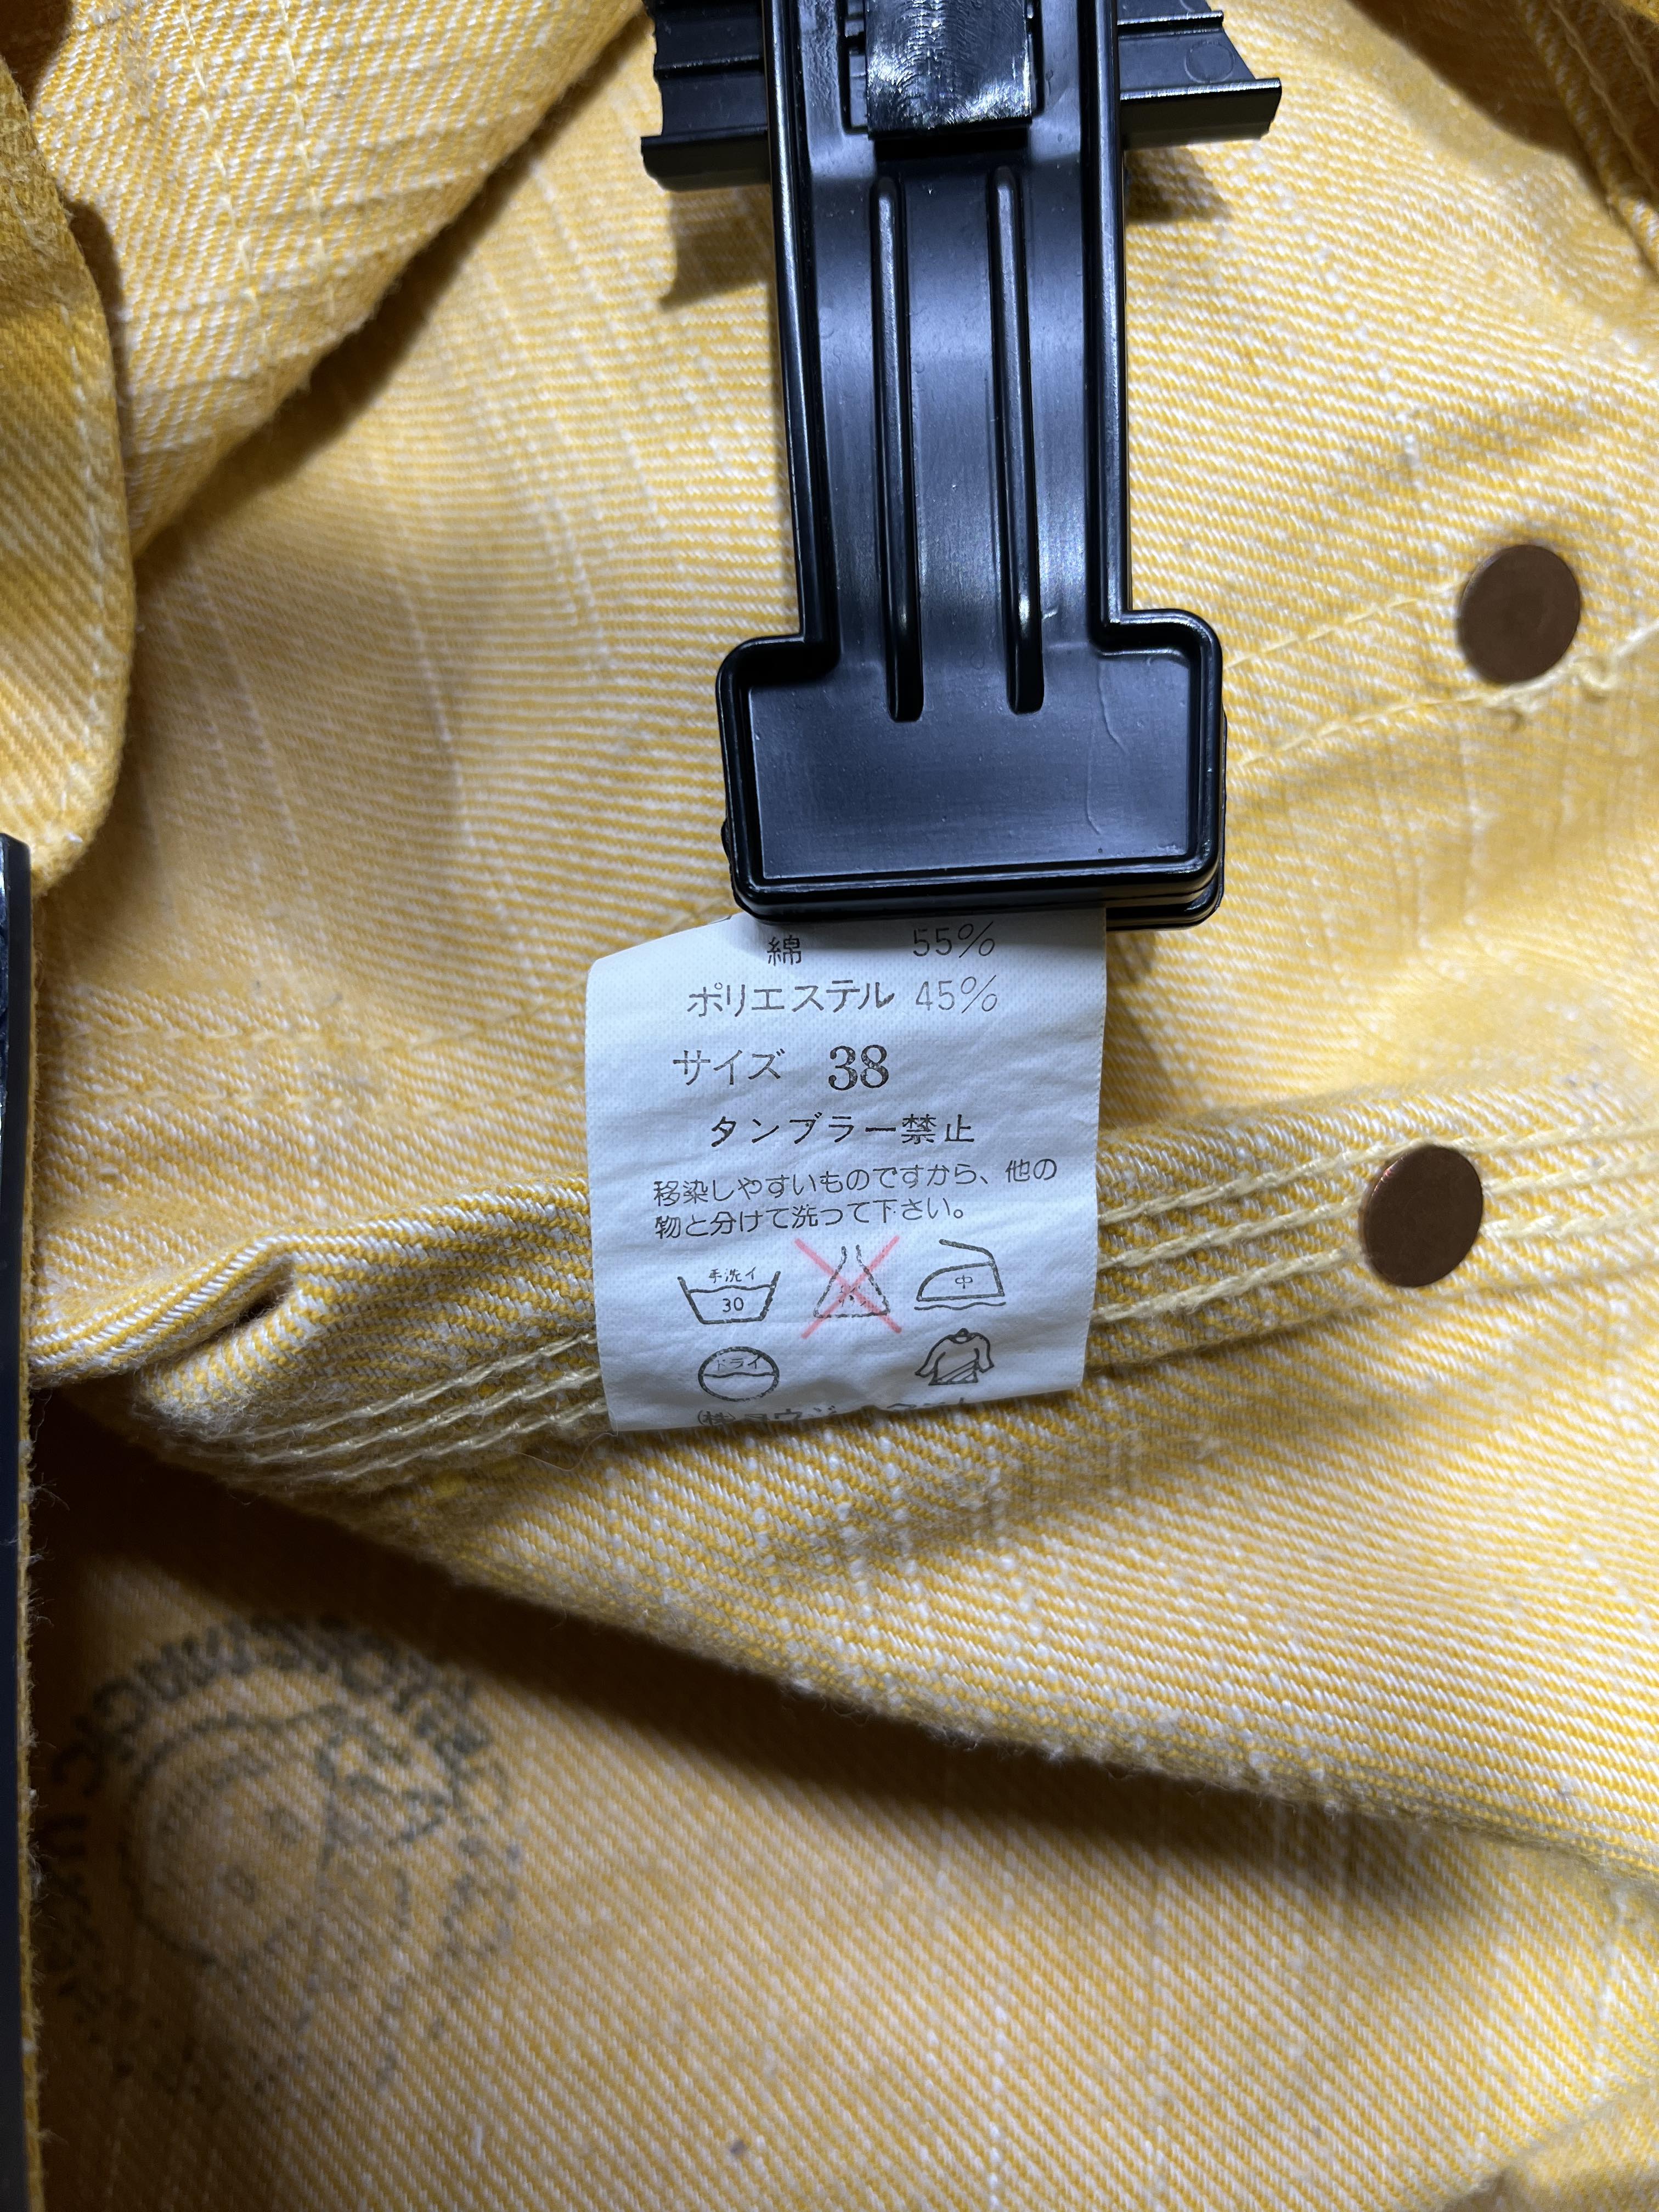 綿 55%
ポリエステル 45%
サイズ 38
タンブラー禁止
移染しやすいものですから、他の
物と分けて洗って下さい。
手洗イ
30
中
ドライ
㈱